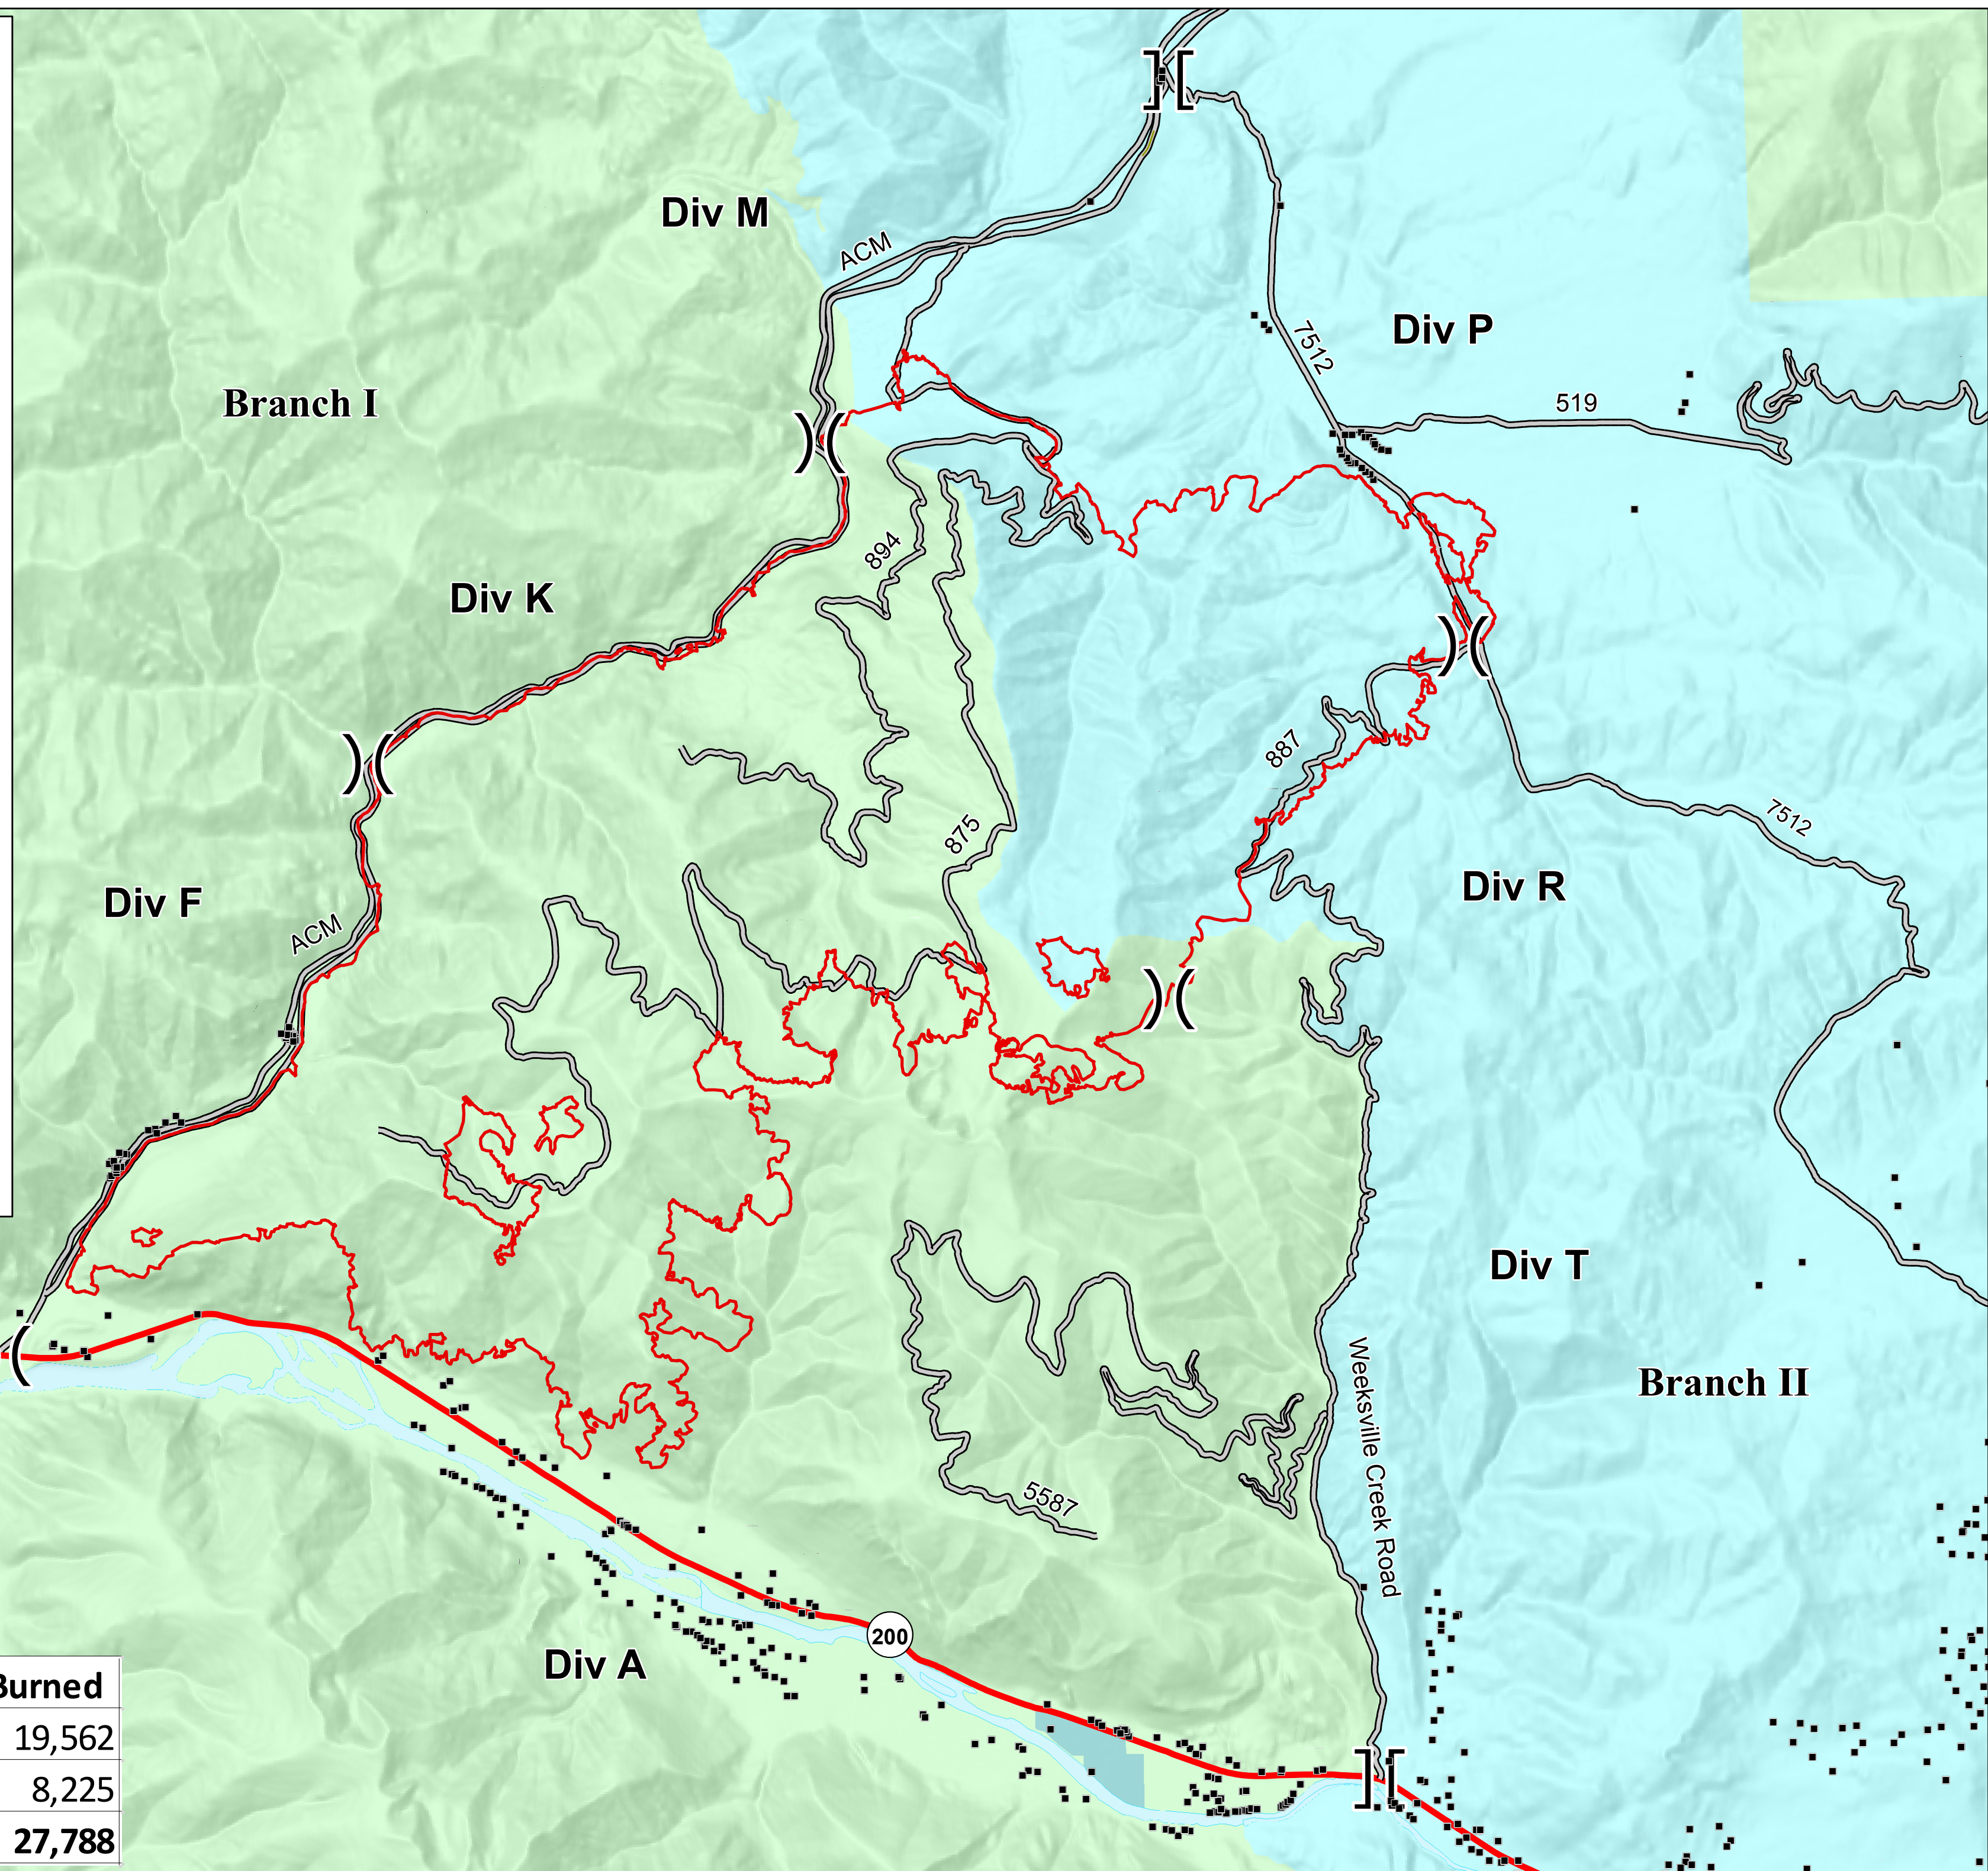 Div M
ACM
7512
Div P
Branch I
519
894
Div K
887
7512
875
Div R
Div F
ACM
Div T
Weeksville Creek Road
Branch II
5587
200
Div A
Burned
19,562
8,225
27,788